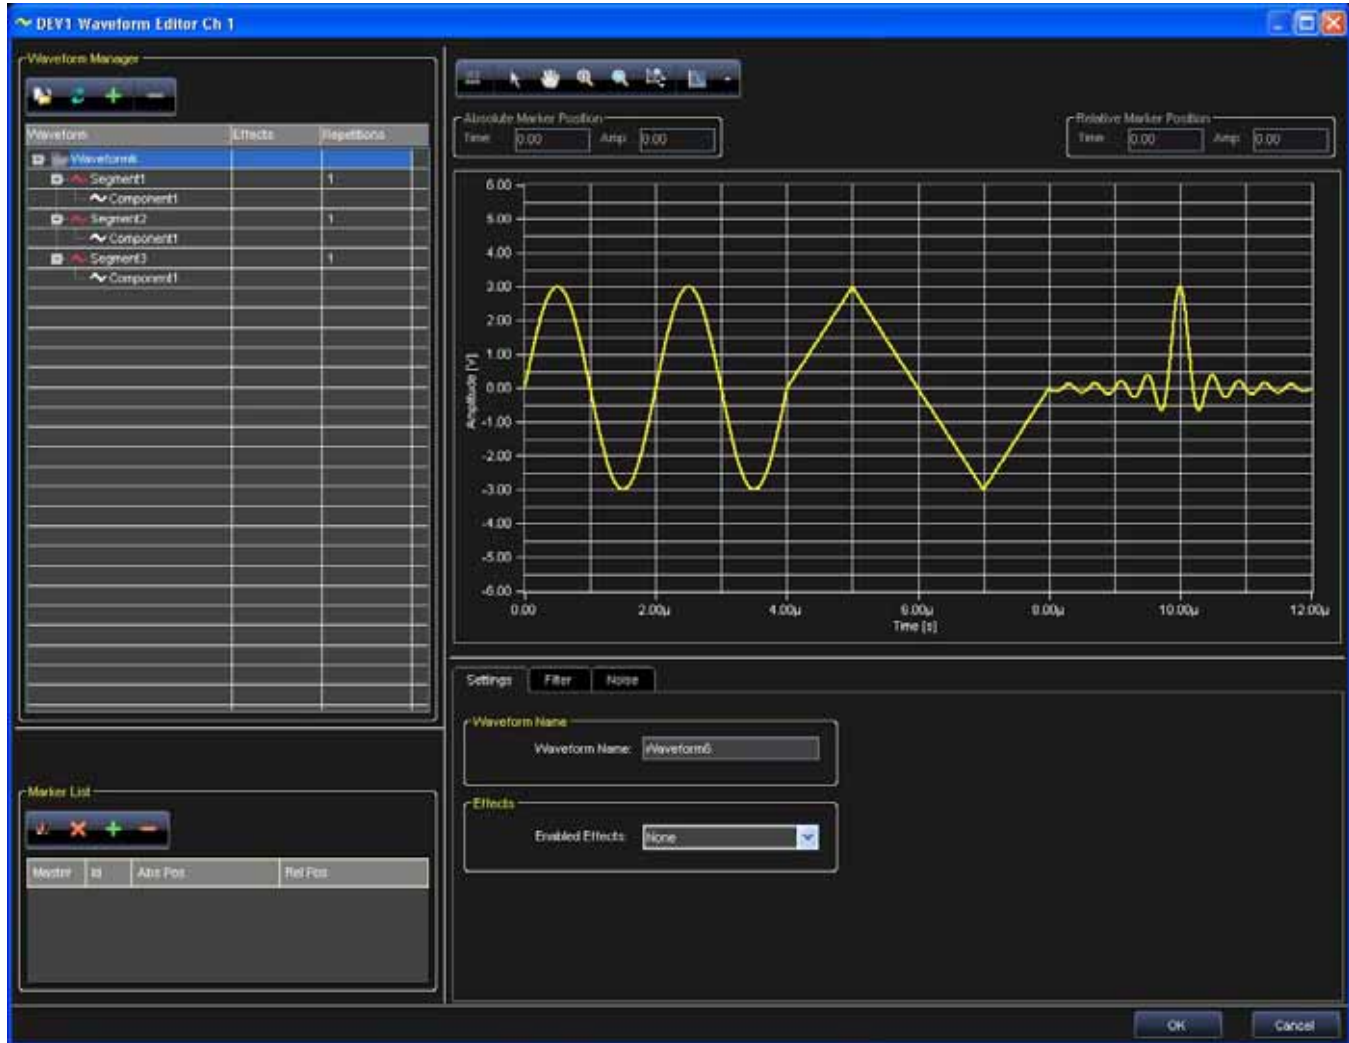 DEV1 Waveform Editor Ch 1
Waveform Manager
Waveform Effects Repetitions
Waveform6
Segment1 1
Component1
Segment2 1
Component1
Segment3 1
Component1
Marker List
Master Id Abs Pos Rel Pos
Absolute Marker Position
Time: 0.00 Amp: 0.00
Relative Marker Position
Time: 0.00 Amp: 0.00
6.00
5.00
4.00
3.00
2.00
1.00
0.00
-1.00
-2.00
-3.00
-4.00
-5.00
-6.00
Amplitude [V]
0.00 2.00µ 4.00µ 6.00µ 8.00µ 10.00µ 12.00µ
Time [s]
Settings Filter Noise
Waveform Name
Waveform Name: Waveform6
Effects
Enabled Effects: None
OK Cancel